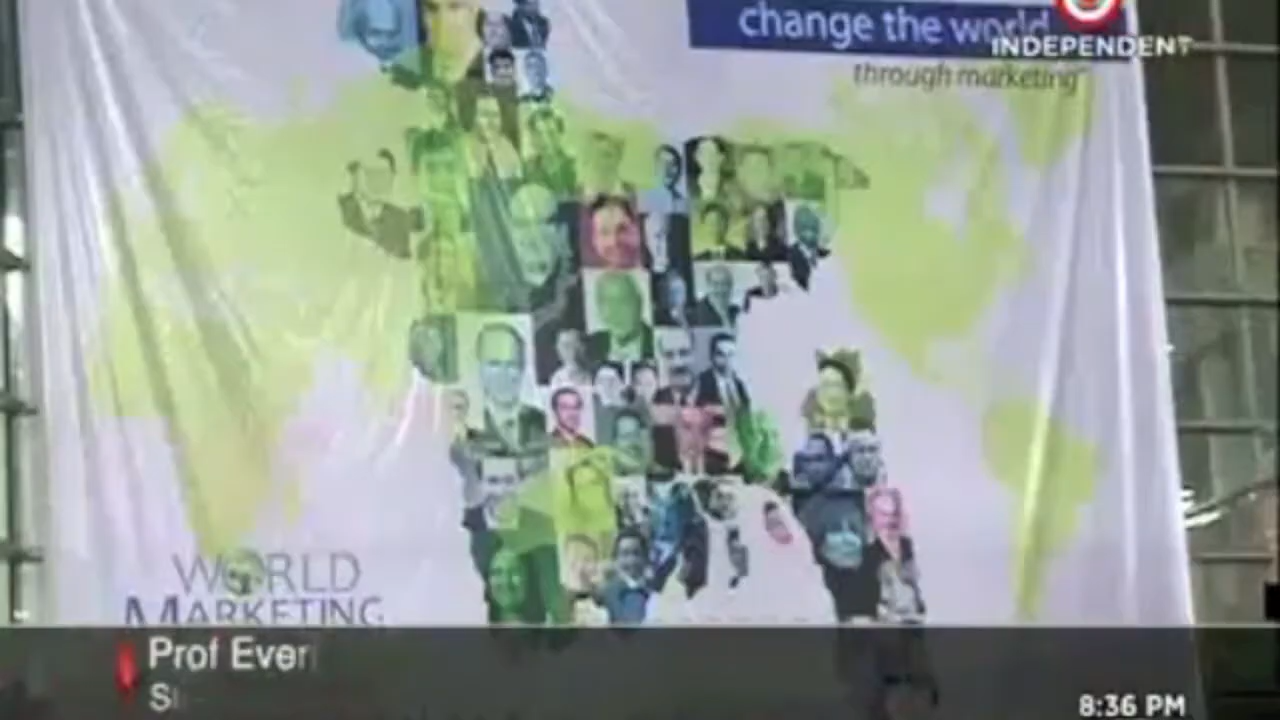 change the world
INDEPENDENT
through marketing
WORLD
MARKETING
Prof Ever
S
8:36 PM